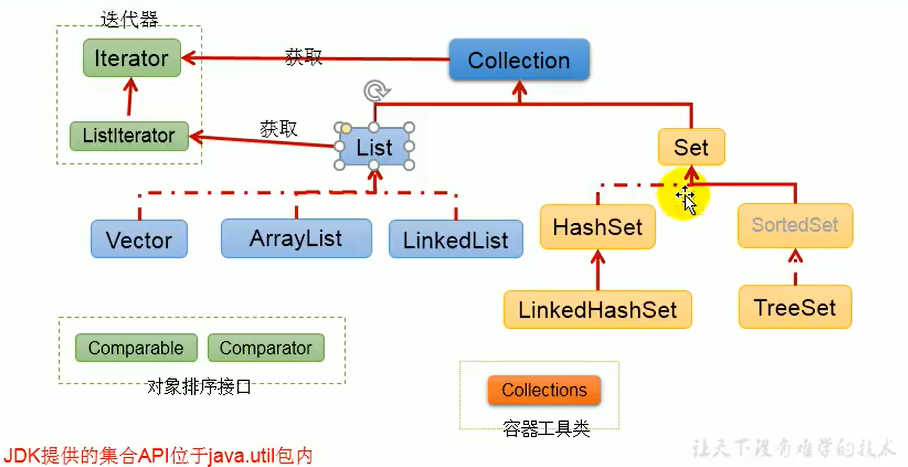 迭代器
Iterator
获取
Collection
ListIterator
获取
List
Set
Vector
ArrayList
LinkedList
HashSet
SortedSet
LinkedHashSet
TreeSet
Comparable
Comparator
对象排序接口
Collections
容器工具类
JDK提供的集合API位于java.util包内
让天下没有难学的技术